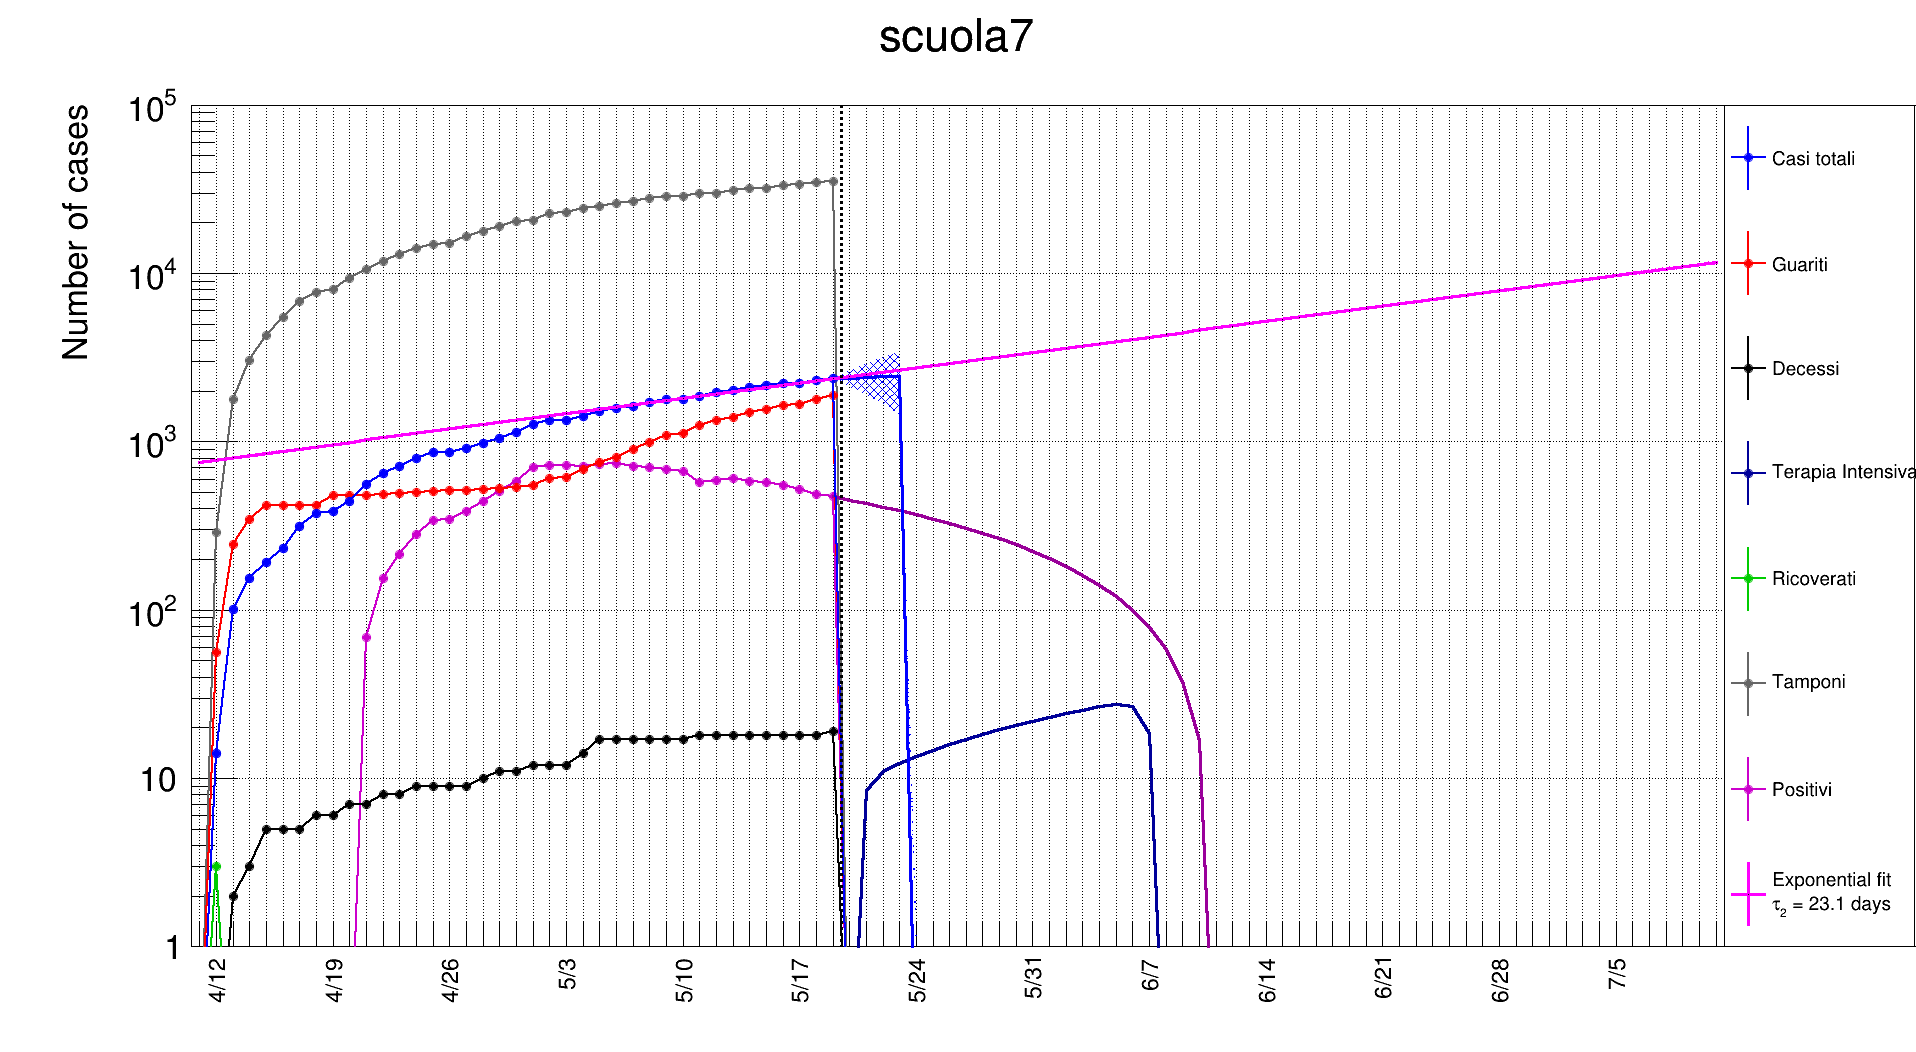 scuola7
Number of cases
10^5
10^4
10^3
10^2
10
1
4/12
4/19
4/26
5/3
5/10
5/17
5/24
5/31
6/7
6/14
6/21
6/28
7/5
Casi totali
Guariti
Decessi
Terapia Intensiva
Ricoverati
Tamponi
Positivi
Exponential fit
τ₂ = 23.1 days